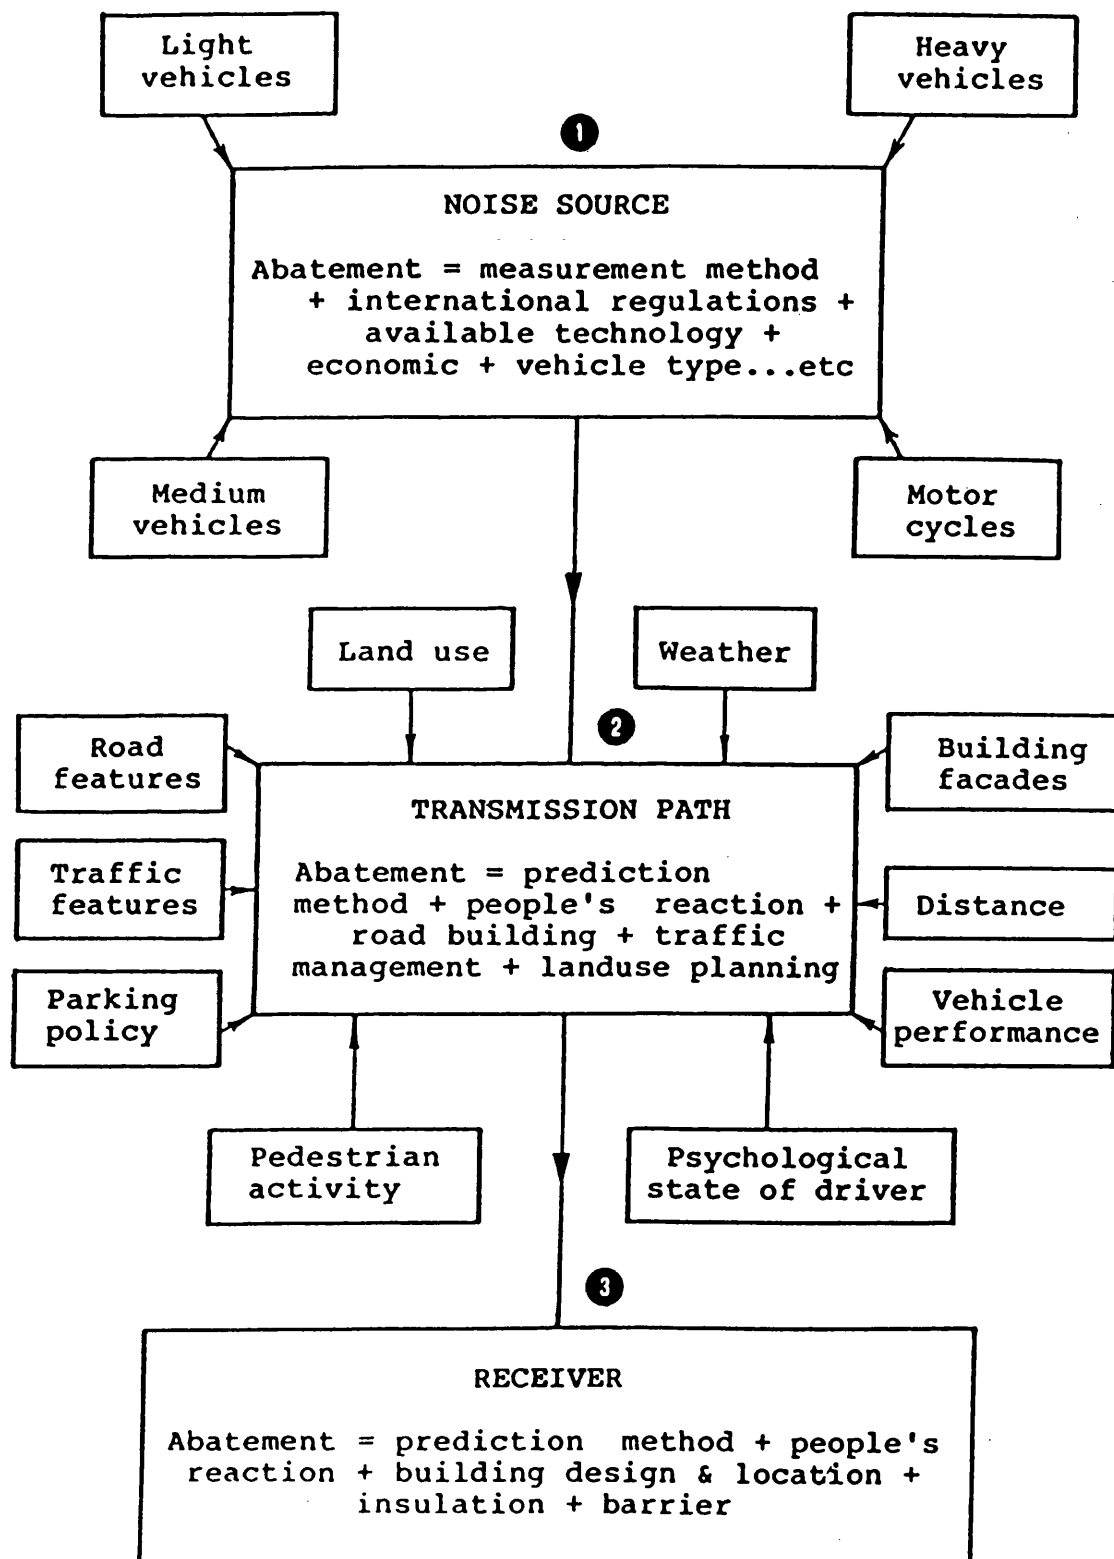 Light
vehicles
Heavy
vehicles
1
NOISE SOURCE
Abatement = measurement method
+ international regulations +
available technology +
economic + vehicle type...etc
Medium
vehicles
Motor
cycles
Land use
Weather
2
Road
features
Building
facades
TRANSMISSION PATH
Abatement = prediction
method + people's reaction +
road building + traffic
management + landuse planning
Traffic
features
Distance
Parking
policy
Vehicle
performance
Pedestrian
activity
Psychological
state of driver
3
RECEIVER
Abatement = prediction method + people's
reaction + building design & location +
insulation + barrier